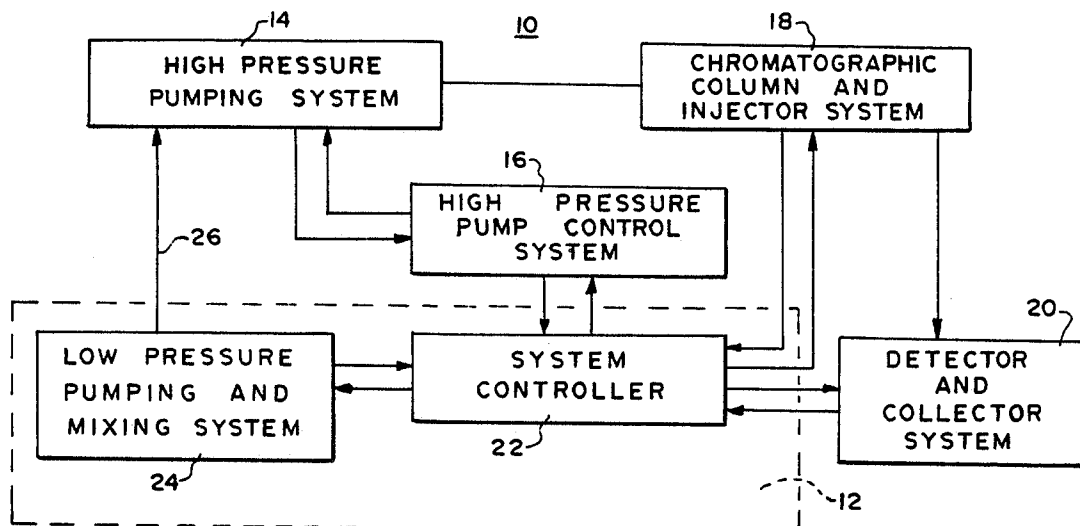 10
14
HIGH PRESSURE
PUMPING SYSTEM
18
CHROMATOGRAPHIC
COLUMN AND
INJECTOR SYSTEM
16
HIGH PRESSURE
PUMP CONTROL
SYSTEM
26
LOW PRESSURE
PUMPING AND
MIXING SYSTEM
24
SYSTEM
CONTROLLER
22
20
DETECTOR
AND
COLLECTOR
SYSTEM
12